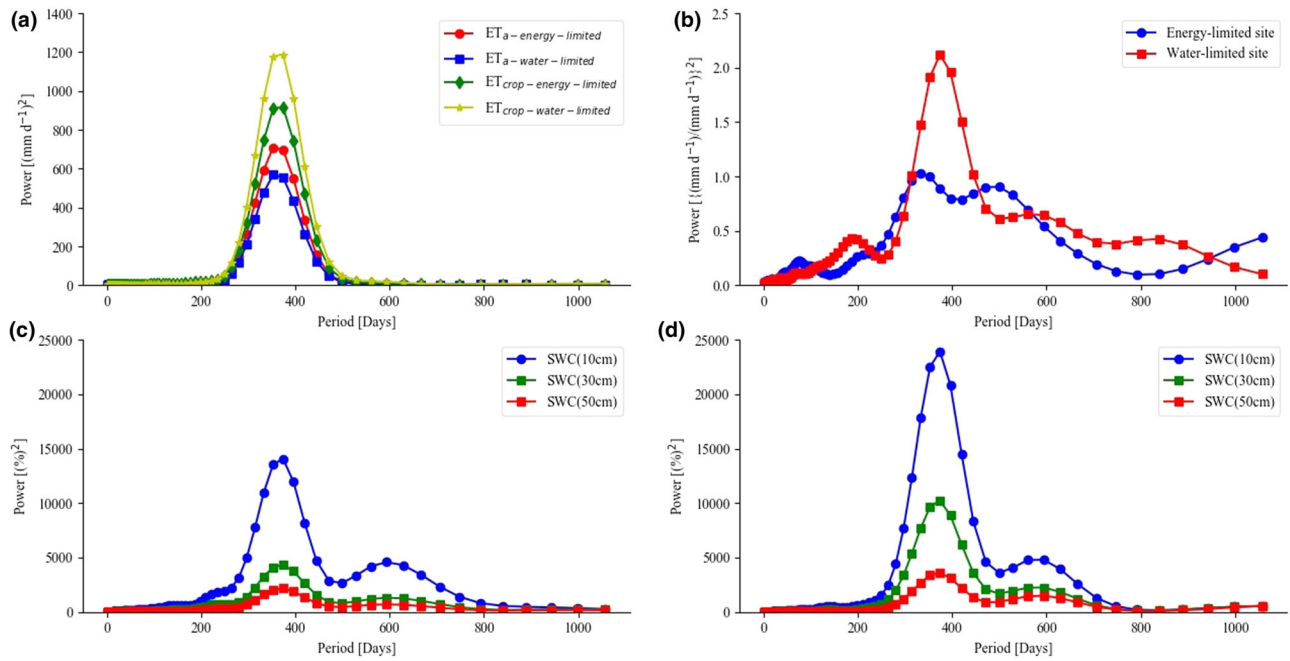 (a)
1400
1200
1000
800
600
400
200
0
Power [(mm d⁻¹)²]
0 200 400 600 800 1000
Period [Days]
ETa−energy−limited
ETa−water−limited
ETcrop−energy−limited
ETcrop−water−limited
(b)
2.5
2.0
1.5
1.0
0.5
0.0
Power [{(mm d⁻¹)/(mm d⁻¹)}²]
0 200 400 600 800 1000
Period [Days]
Energy-limited site
Water-limited site
(c)
25000
20000
15000
10000
5000
0
Power [(%)²]
0 200 400 600 800 1000
Period [Days]
SWC(10cm)
SWC(30cm)
SWC(50cm)
(d)
25000
20000
15000
10000
5000
0
Power [(%)²]
0 200 400 600 800 1000
Period [Days]
SWC(10cm)
SWC(30cm)
SWC(50cm)